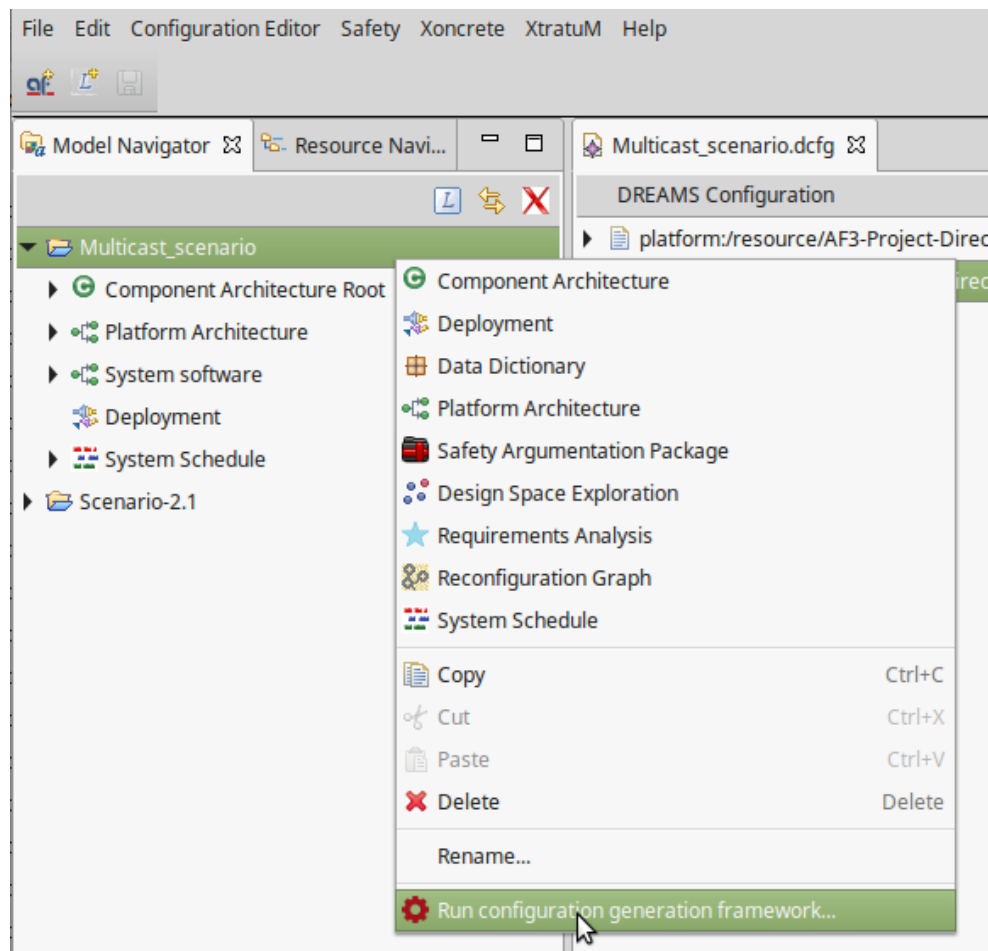 File Edit Configuration Editor Safety Xoncrete XtratuM Help
Model Navigator
Resource Navi...
Multicast_scenario.dcfg
DREAMS Configuration
Multicast_scenario
platform:/resource/AF3-Project-Direc
irec
Component Architecture Root
Platform Architecture
System software
Deployment
System Schedule
Scenario-2.1
Component Architecture
Deployment
Data Dictionary
Platform Architecture
Safety Argumentation Package
Design Space Exploration
Requirements Analysis
Reconfiguration Graph
System Schedule
Copy Ctrl+C
Cut Ctrl+X
Paste Ctrl+V
Delete Delete
Rename...
Run configuration generation framework...